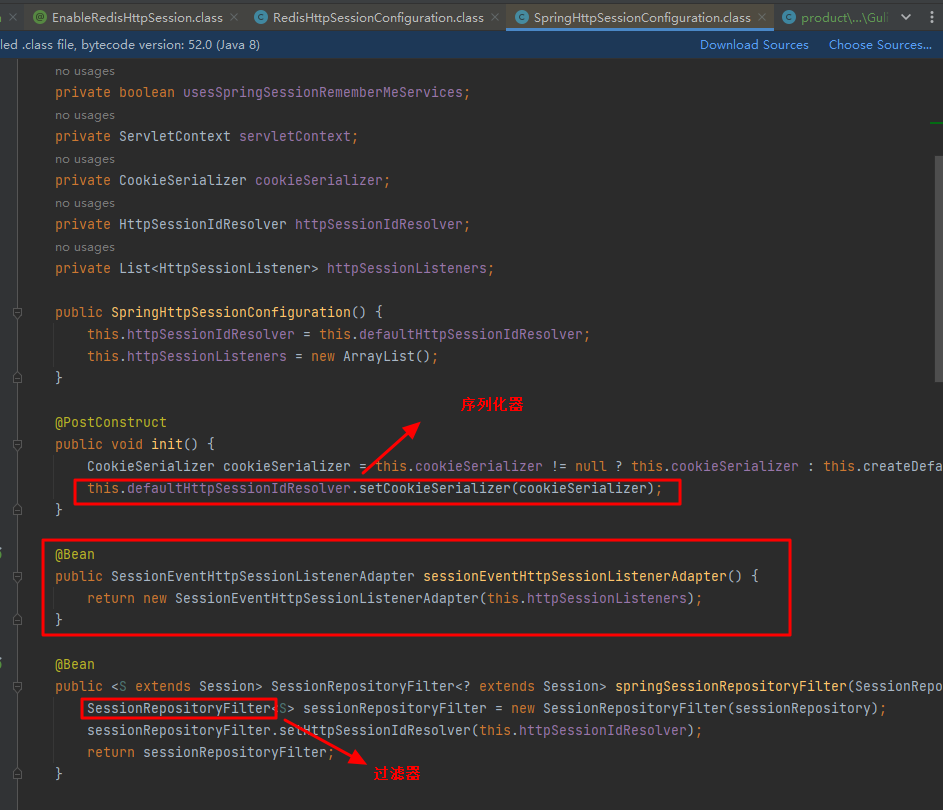 EnableRedisHttpSession.class RedisHttpSessionConfiguration.class SpringHttpSessionConfiguration.class product\...\Guli
led .class file, bytecode version: 52.0 (Java 8) Download Sources Choose Sources...
no usages
private boolean usesSpringSessionRememberMeServices;
no usages
private ServletContext servletContext;
no usages
private CookieSerializer cookieSerializer;
no usages
private HttpSessionIdResolver httpSessionIdResolver;
no usages
private List<HttpSessionListener> httpSessionListeners;
public SpringHttpSessionConfiguration() {
this.httpSessionIdResolver = this.defaultHttpSessionIdResolver;
this.httpSessionListeners = new ArrayList();
}
序列化器
@PostConstruct
public void init() {
CookieSerializer cookieSerializer = this.cookieSerializer != null ? this.cookieSerializer : this.createDefa
this.defaultHttpSessionIdResolver.setCookieSerializer(cookieSerializer);
}
@Bean
public SessionEventHttpSessionListenerAdapter sessionEventHttpSessionListenerAdapter() {
return new SessionEventHttpSessionListenerAdapter(this.httpSessionListeners);
}
@Bean
public <S extends Session> SessionRepositoryFilter<? extends Session> springSessionRepositoryFilter(SessionRepo
SessionRepositoryFilter<S> sessionRepositoryFilter = new SessionRepositoryFilter(sessionRepository);
sessionRepositoryFilter.setHttpSessionIdResolver(this.httpSessionIdResolver);
return sessionRepositoryFilter;
过滤器
}